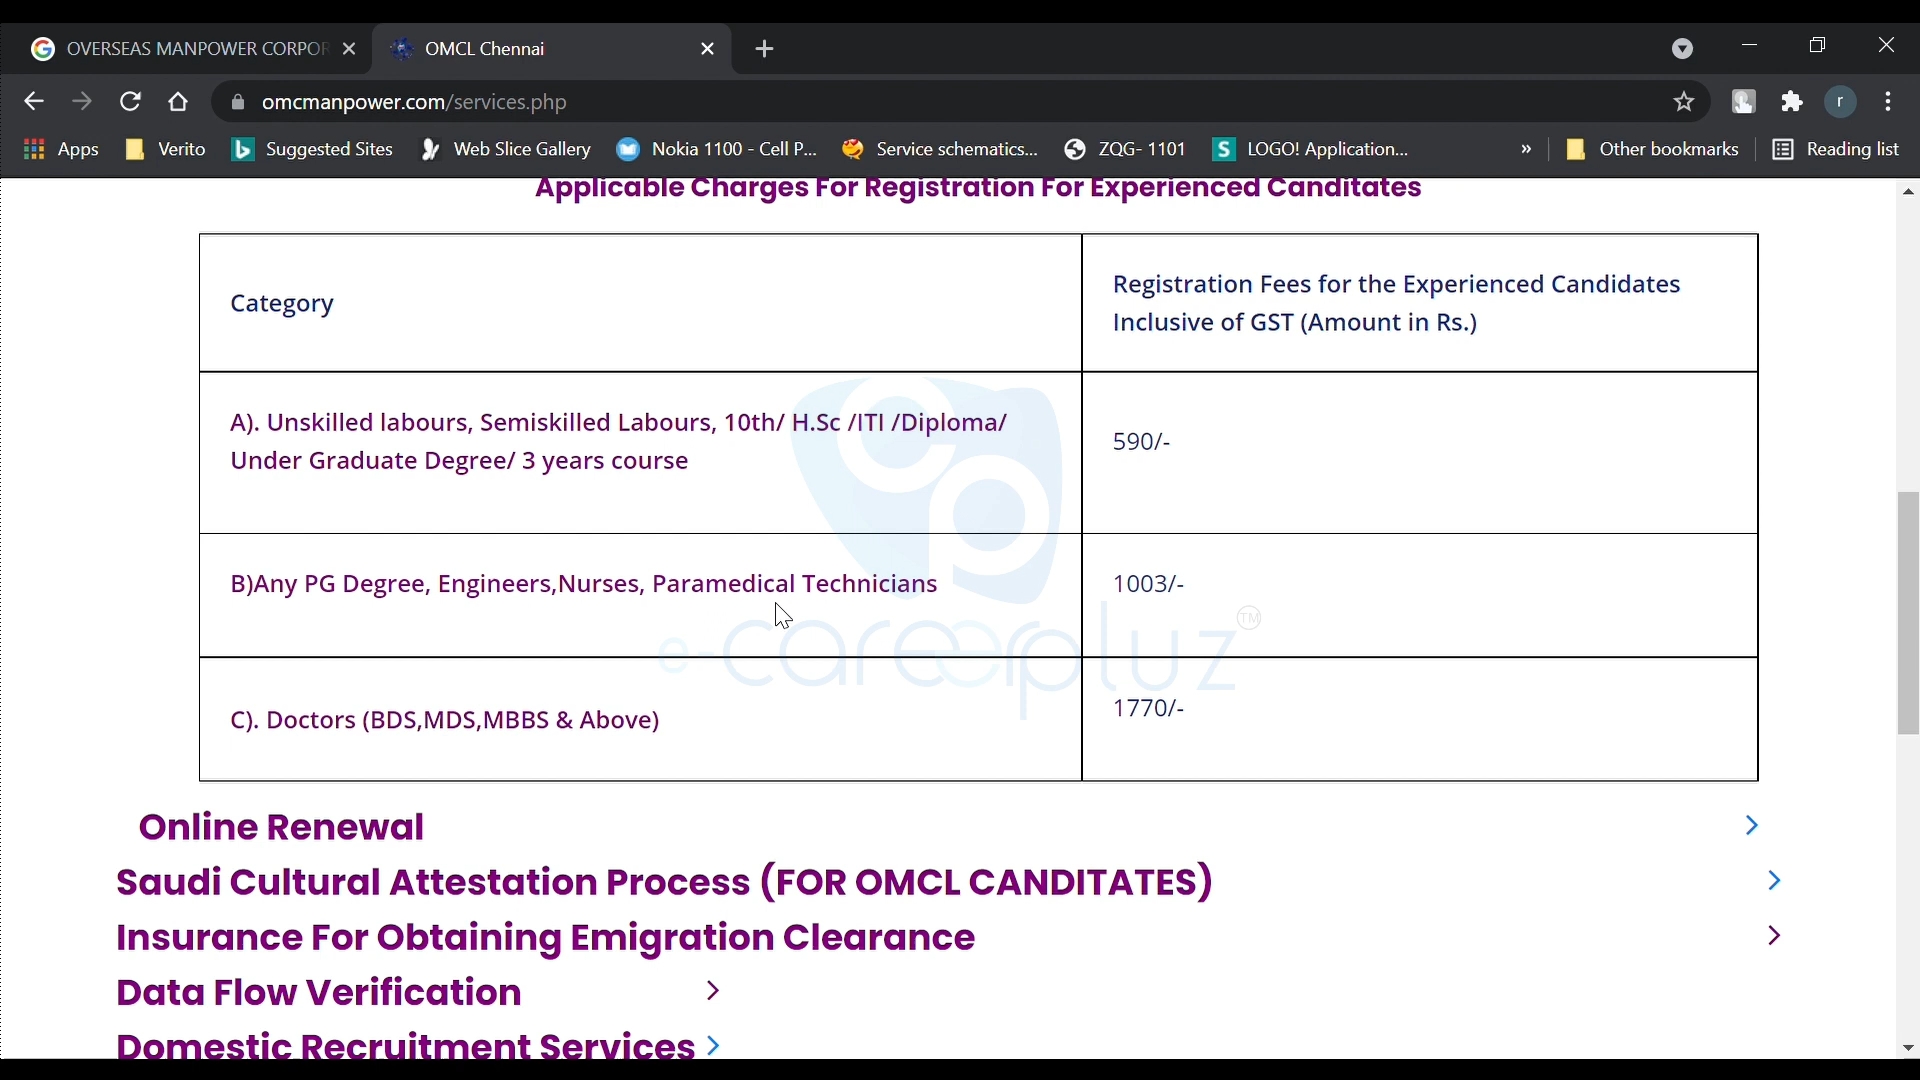 OVERSEAS MANPOWER CORPOR
OMCL Chennai
omcmanpower.com/services.php
r
Apps
Verito
Suggested Sites
Web Slice Gallery
Nokia 1100 - Cell P...
Service schematics...
ZQG- 1101
LOGO! Application...
»
Other bookmarks
Reading list
Applicable Charges For Registration For Experienced Canditates
Category
Registration Fees for the Experienced Candidates
Inclusive of GST (Amount in Rs.)
A). Unskilled labours, Semiskilled Labours, 10th/ H.Sc /ITI /Diploma/
Under Graduate Degree/ 3 years course
590/-
B)Any PG Degree, Engineers,Nurses, Paramedical Technicians
1003/-
e-careerpluz TM
C). Doctors (BDS,MDS,MBBS & Above)
1770/-
Online Renewal
Saudi Cultural Attestation Process (FOR OMCL CANDITATES)
Insurance For Obtaining Emigration Clearance
Data Flow Verification
Domestic Recruitment Services